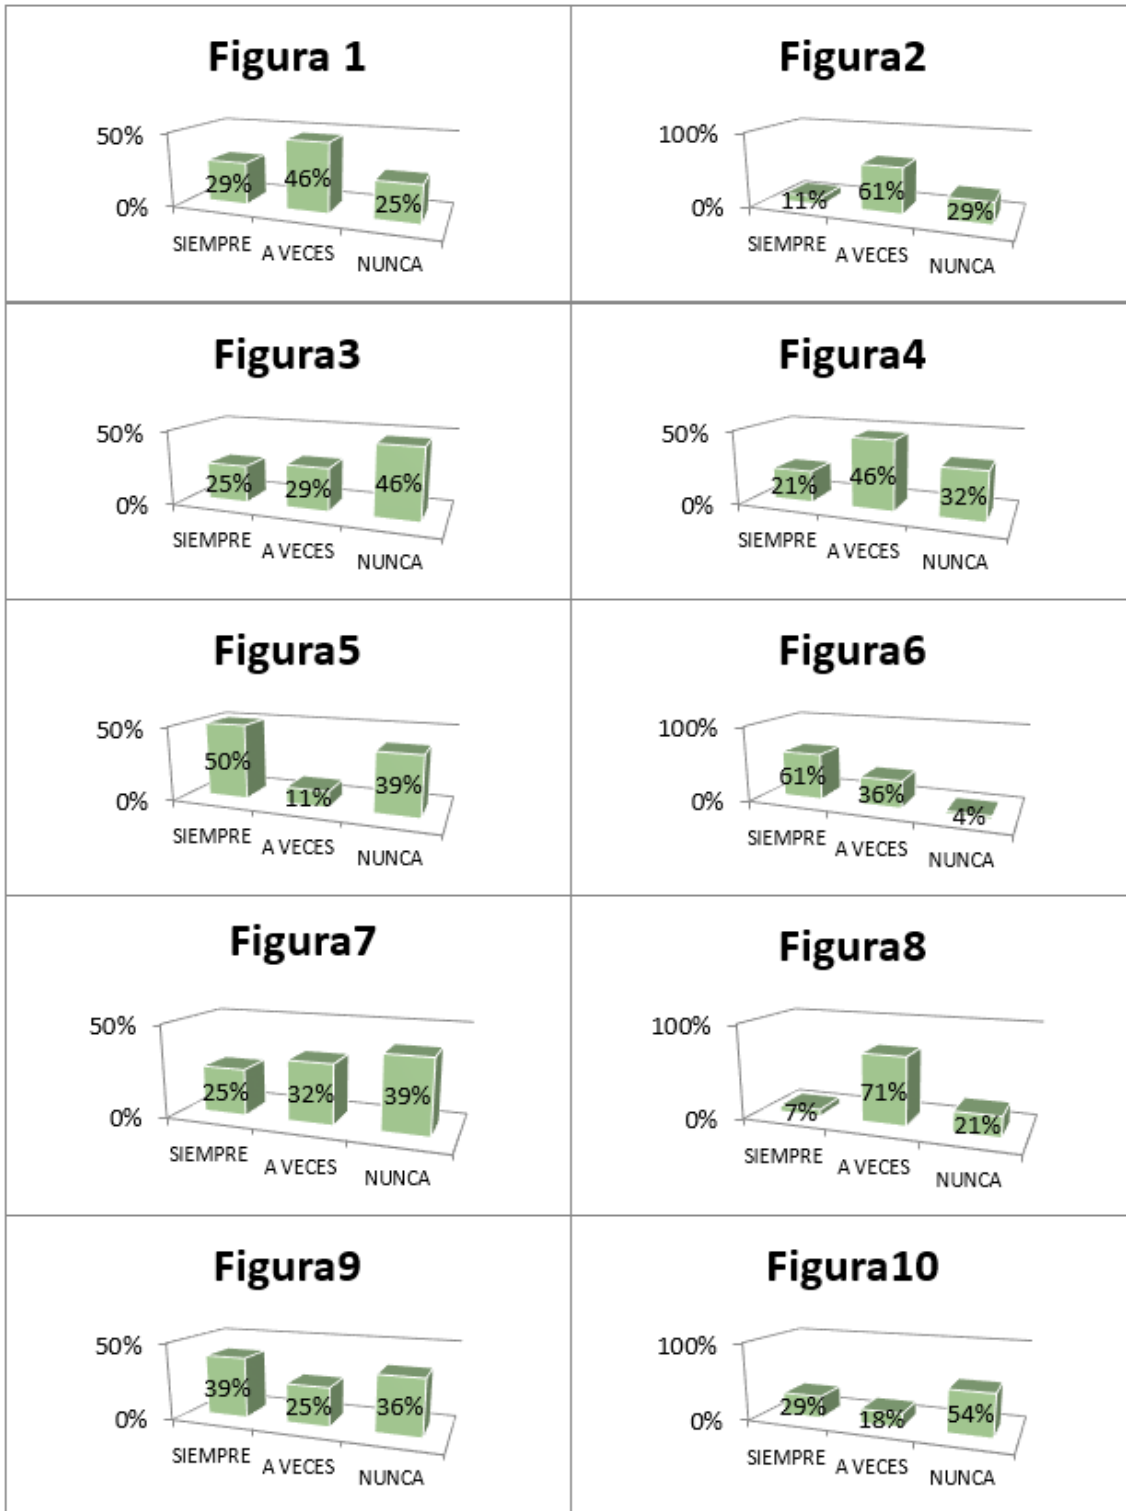 Figura 1
50%
0%
29%
46%
25%
SIEMPRE
A VECES
NUNCA
Figura2
100%
0%
11%
61%
29%
SIEMPRE
A VECES
NUNCA
Figura3
50%
0%
25%
29%
46%
SIEMPRE
A VECES
NUNCA
Figura4
50%
0%
21%
46%
32%
SIEMPRE
A VECES
NUNCA
Figura5
50%
0%
50%
11%
39%
SIEMPRE
A VECES
NUNCA
Figura6
100%
0%
61%
36%
4%
SIEMPRE
A VECES
NUNCA
Figura7
50%
0%
25%
32%
39%
SIEMPRE
A VECES
NUNCA
Figura8
100%
0%
7%
71%
21%
SIEMPRE
A VECES
NUNCA
Figura9
50%
0%
39%
25%
36%
SIEMPRE
A VECES
NUNCA
Figura10
100%
0%
29%
18%
54%
SIEMPRE
A VECES
NUNCA